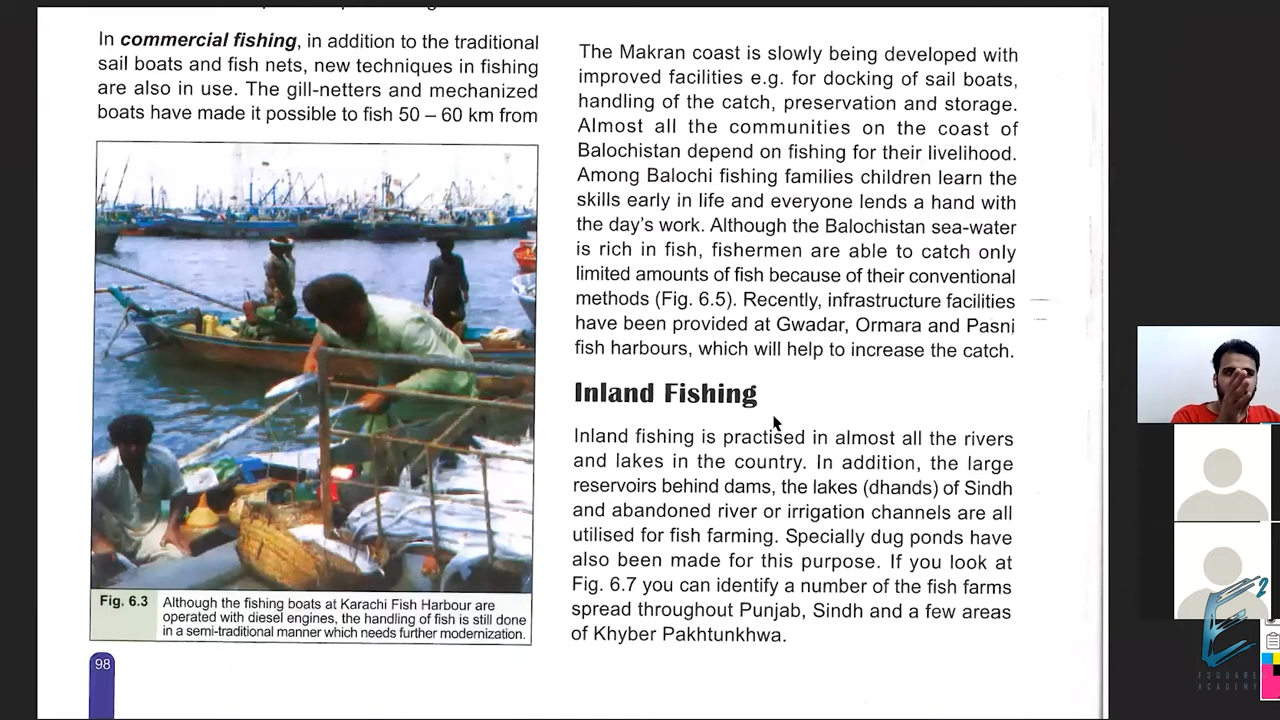 In commercial fishing, in addition to the traditional
sail boats and fish nets, new techniques in fishing
are also in use. The gill-netters and mechanized
boats have made it possible to fish 50 – 60 km from
Fig. 6.3
Although the fishing boats at Karachi Fish Harbour are
operated with diesel engines, the handling of fish is still done
in a semi-traditional manner which needs further modernization.
98
The Makran coast is slowly being developed with
improved facilities e.g. for docking of sail boats,
handling of the catch, preservation and storage.
Almost all the communities on the coast of
Balochistan depend on fishing for their livelihood.
Among Balochi fishing families children learn the
skills early in life and everyone lends a hand with
the day's work. Although the Balochistan sea-water
is rich in fish, fishermen are able to catch only
limited amounts of fish because of their conventional
methods (Fig. 6.5). Recently, infrastructure facilities
have been provided at Gwadar, Ormara and Pasni
fish harbours, which will help to increase the catch.
Inland Fishing
Inland fishing is practised in almost all the rivers
and lakes in the country. In addition, the large
reservoirs behind dams, the lakes (dhands) of Sindh
and abandoned river or irrigation channels are all
utilised for fish farming. Specially dug ponds have
also been made for this purpose. If you look at
Fig. 6.7 you can identify a number of the fish farms
spread throughout Punjab, Sindh and a few areas
of Khyber Pakhtunkhwa.
E2
ESQUARE
ACADEMY